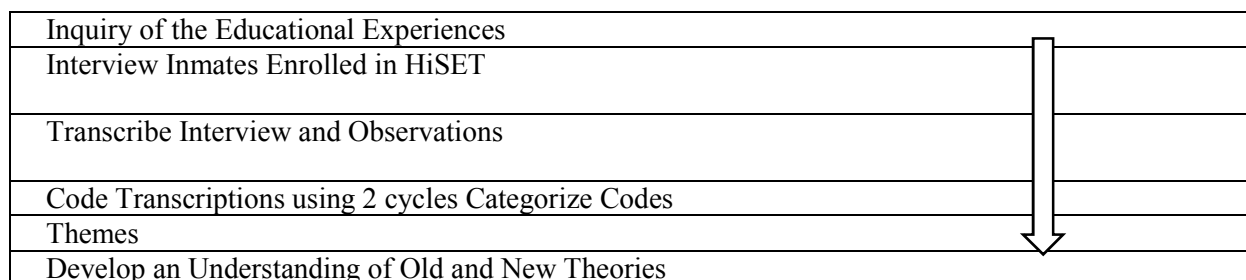 Inquiry of the Educational Experiences
Interview Inmates Enrolled in HiSET
Transcribe Interview and Observations
Code Transcriptions using 2 cycles Categorize Codes
Themes
Develop an Understanding of Old and New Theories